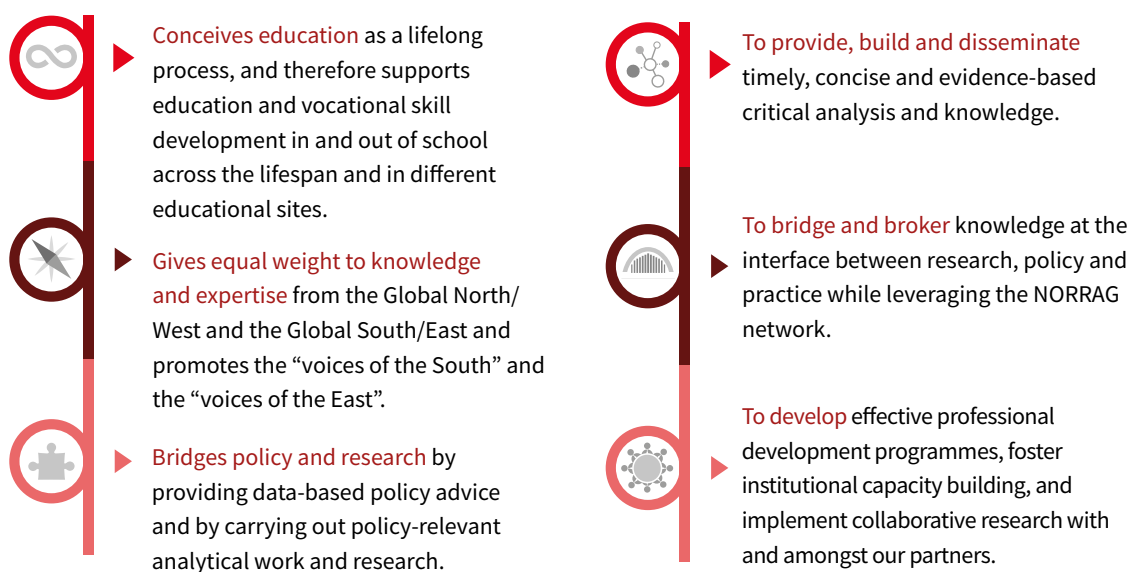 Conceives education as a lifelong
process, and therefore supports
education and vocational skill
development in and out of school
across the lifespan and in different
educational sites.
Gives equal weight to knowledge
and expertise from the Global North/
West and the Global South/East and
promotes the “voices of the South” and
the “voices of the East”.
Bridges policy and research by
providing data-based policy advice
and by carrying out policy-relevant
analytical work and research.
To provide, build and disseminate
timely, concise and evidence-based
critical analysis and knowledge.
To bridge and broker knowledge at the
interface between research, policy and
practice while leveraging the NORRAG
network.
To develop effective professional
development programmes, foster
institutional capacity building, and
implement collaborative research with
and amongst our partners.